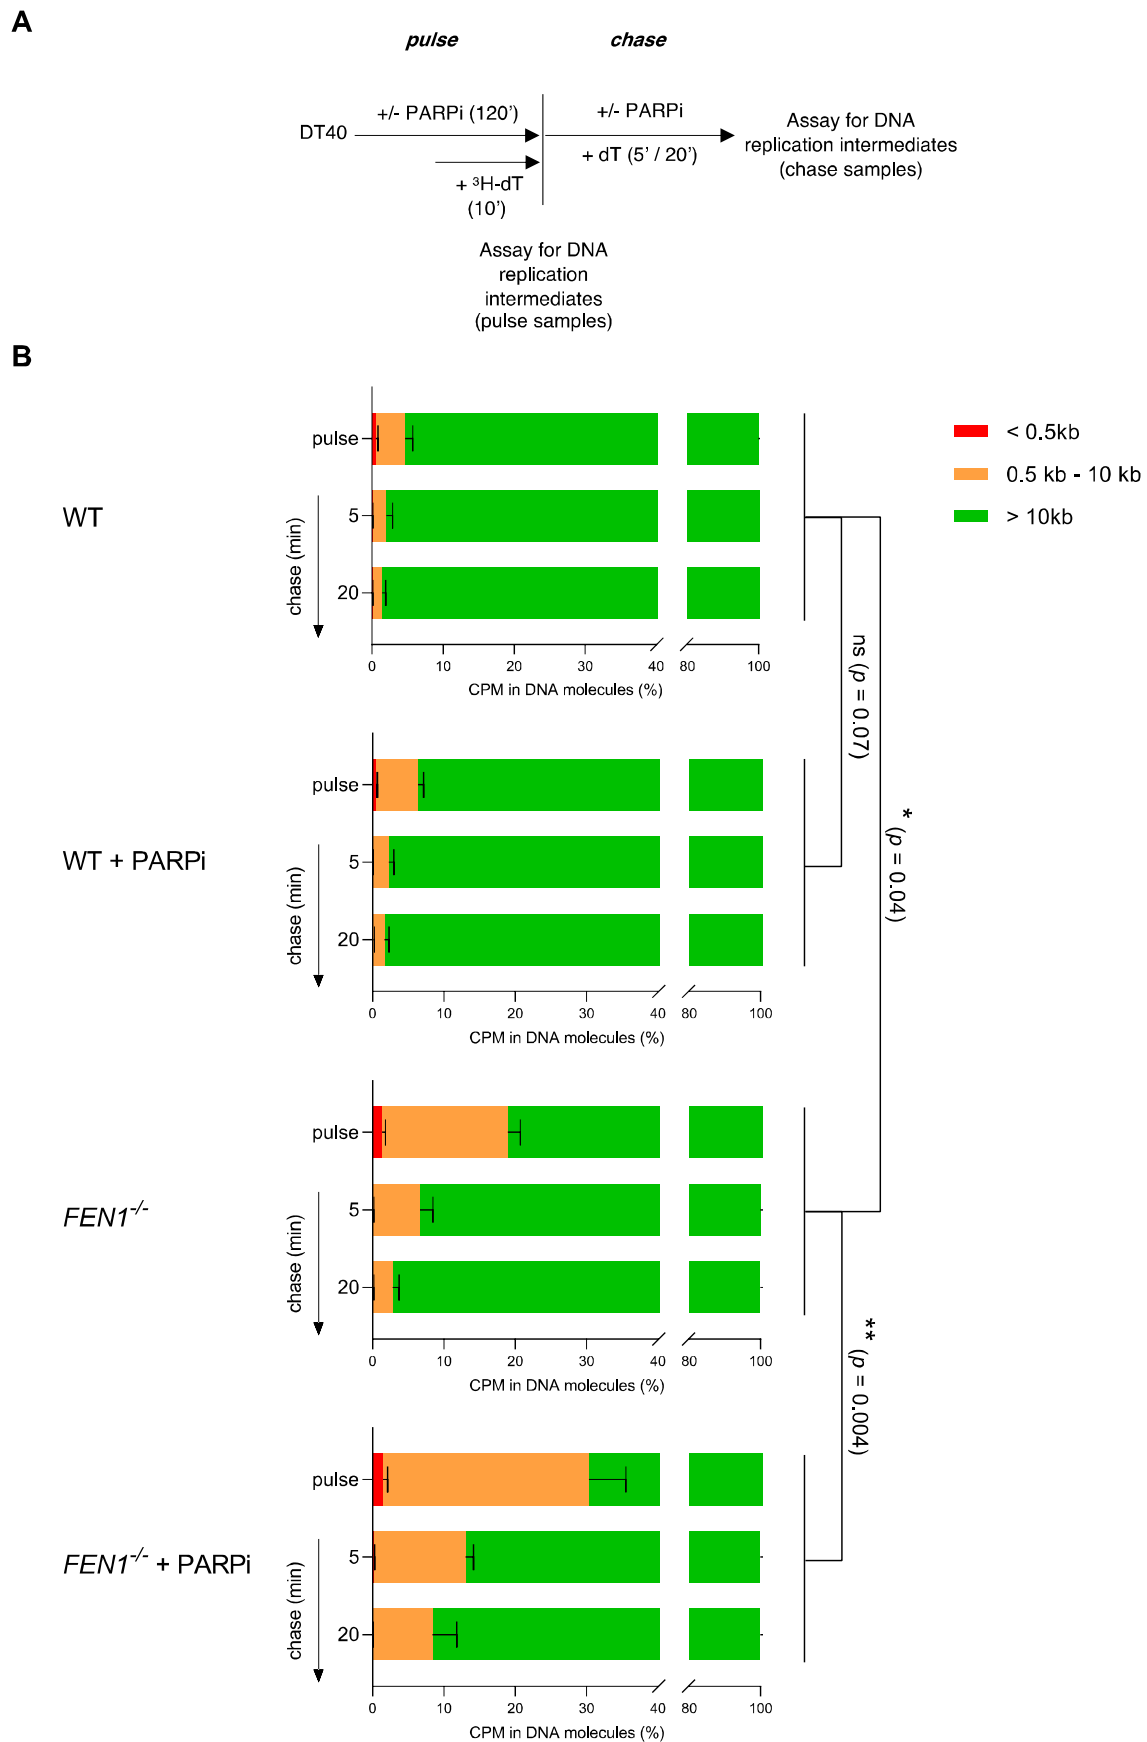 A
pulse
chase
+/- PARPi (120’)
+/- PARPi
DT40
+ dT (5’ / 20’)
+ ³H-dT
(10’)
Assay for DNA
replication intermediates
(chase samples)
Assay for DNA
replication
intermediates
(pulse samples)
B
WT
chase (min)
pulse
5
20
0 10 20 30 40 80 100
CPM in DNA molecules (%)
< 0.5kb
0.5 kb - 10 kb
> 10kb
ns (p = 0.07)
* (p = 0.04)
WT + PARPi
chase (min)
pulse
5
20
0 10 20 30 40 80 100
CPM in DNA molecules (%)
FEN1⁻/⁻
chase (min)
pulse
5
20
0 10 20 30 40 80 100
CPM in DNA molecules (%)
** (p = 0.004)
FEN1⁻/⁻ + PARPi
chase (min)
pulse
5
20
0 10 20 30 40 80 100
CPM in DNA molecules (%)